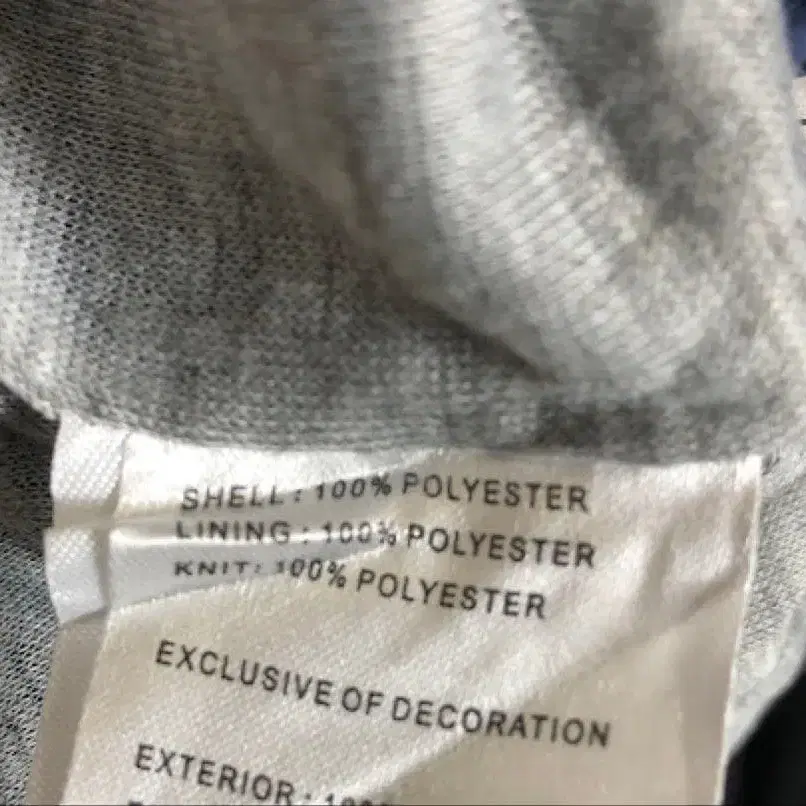 SHELL : 100% POLYESTER
LINING : 100% POLYESTER
KNIT: 100% POLYESTER
EXCLUSIVE OF DECORATION
EXTERIOR :